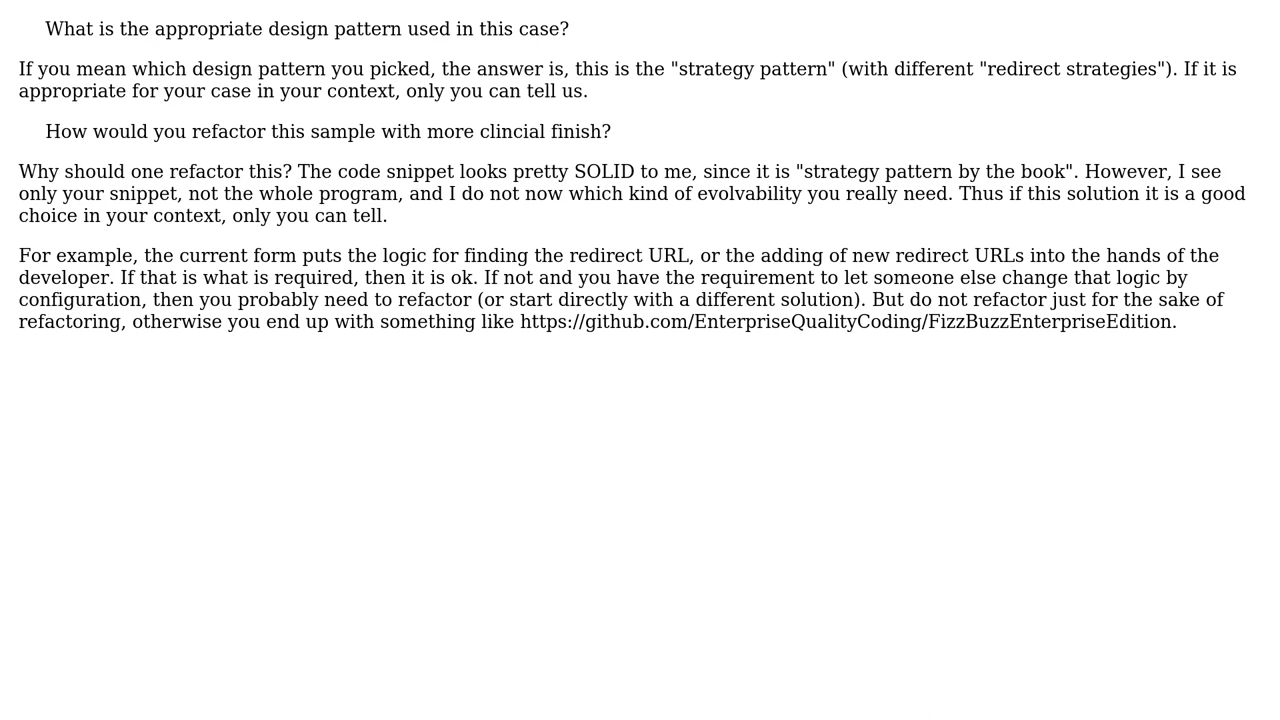 What is the appropriate design pattern used in this case?
If you mean which design pattern you picked, the answer is, this is the "strategy pattern" (with different "redirect strategies"). If it is
appropriate for your case in your context, only you can tell us.
How would you refactor this sample with more clincial finish?
Why should one refactor this? The code snippet looks pretty SOLID to me, since it is "strategy pattern by the book". However, I see
only your snippet, not the whole program, and I do not now which kind of evolvability you really need. Thus if this solution it is a good
choice in your context, only you can tell.
For example, the current form puts the logic for finding the redirect URL, or the adding of new redirect URLs into the hands of the
developer. If that is what is required, then it is ok. If not and you have the requirement to let someone else change that logic by
configuration, then you probably need to refactor (or start directly with a different solution). But do not refactor just for the sake of
refactoring, otherwise you end up with something like https://github.com/EnterpriseQualityCoding/FizzBuzzEnterpriseEdition.